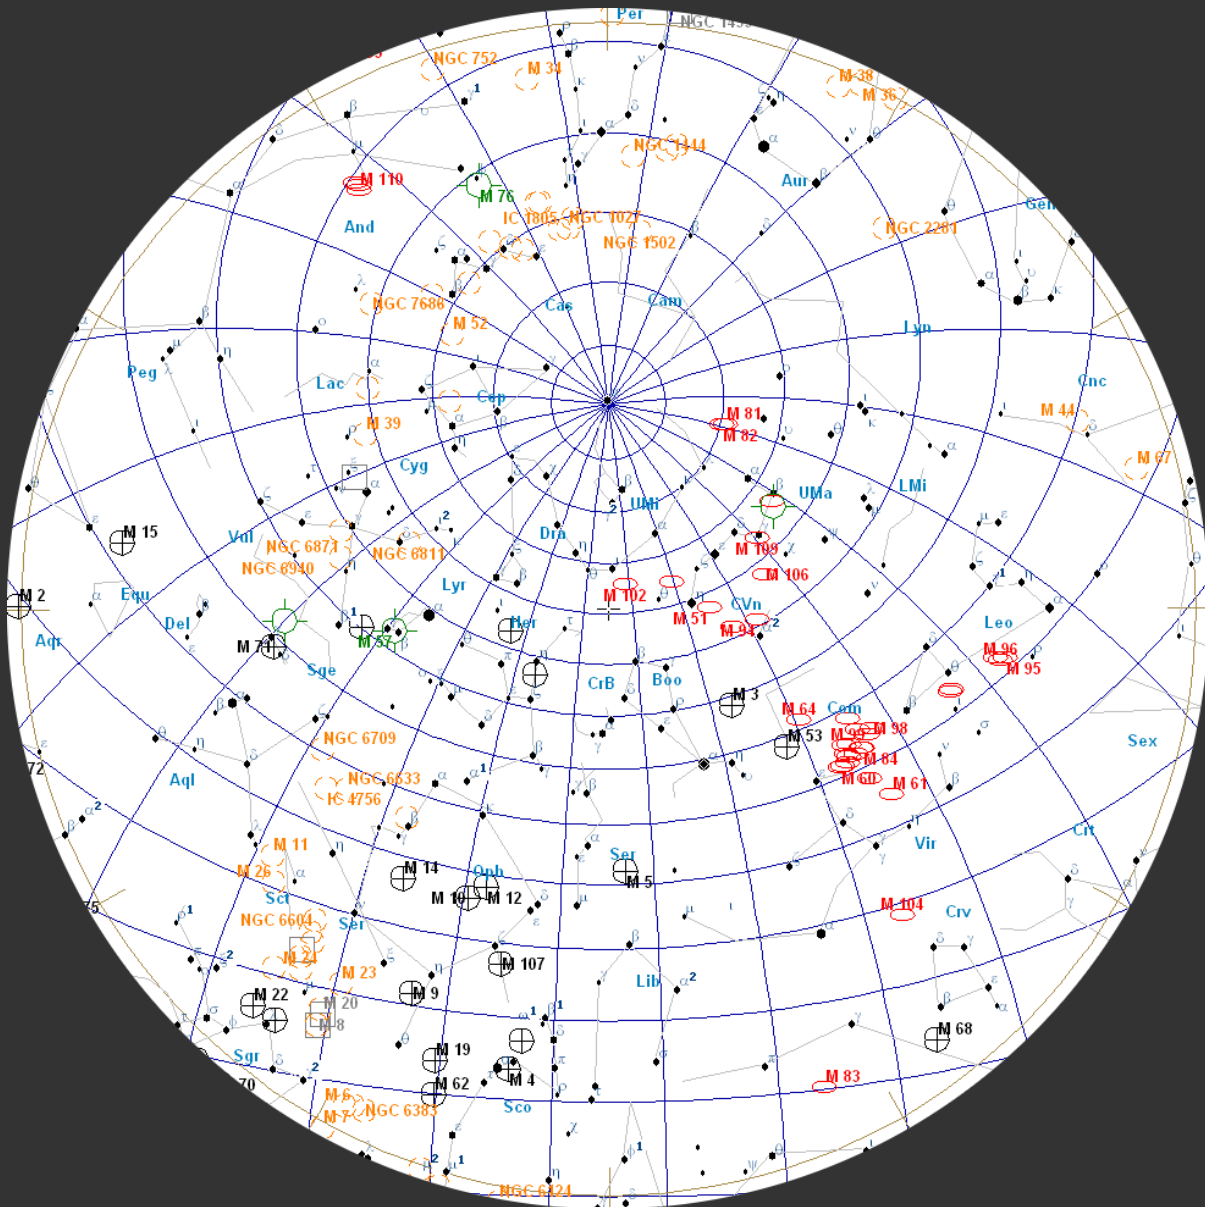 Per
NGC 752
M 34
M 38
M 36
NGC 1444
M 110
M 76
Aur
Gem
And
IC 1805
NGC 1027
NGC 1502
NGC 2281
Cas
Cam
NGC 7686
M 52
Lyn
Peg
Lac
Cep
Cnc
M 81
M 44
M 39
M 82
Cyg
M 67
UMa
LMi
UMi
M 15
Vul
Dra
NGC 6871
NGC 6811
M 109
NGC 6940
M 106
Lyr
M 2
Equ
M 102
CVn
Del
M 51
Her
Leo
M 94
Aqr
M 57
M 71
M 96
Sge
M 95
CrB
Boo
M 3
M 64
Com
M 98
M 99
NGC 6709
M 53
Sex
M 84
72
Aql
NGC 6633
M 60
M 61
IC 4756
Crt
M 11
Vir
Ser
M 26
M 14
Oph
M 5
Sct
M 10
M 12
75
M 104
NGC 6604
Ser
Crv
M 24
M 107
M 23
Lib
M 22
M 9
M 20
M 8
M 68
Sgr
M 19
M 4
M 83
70
M 62
M 6
Sco
M 7
NGC 6383
NGC 6124